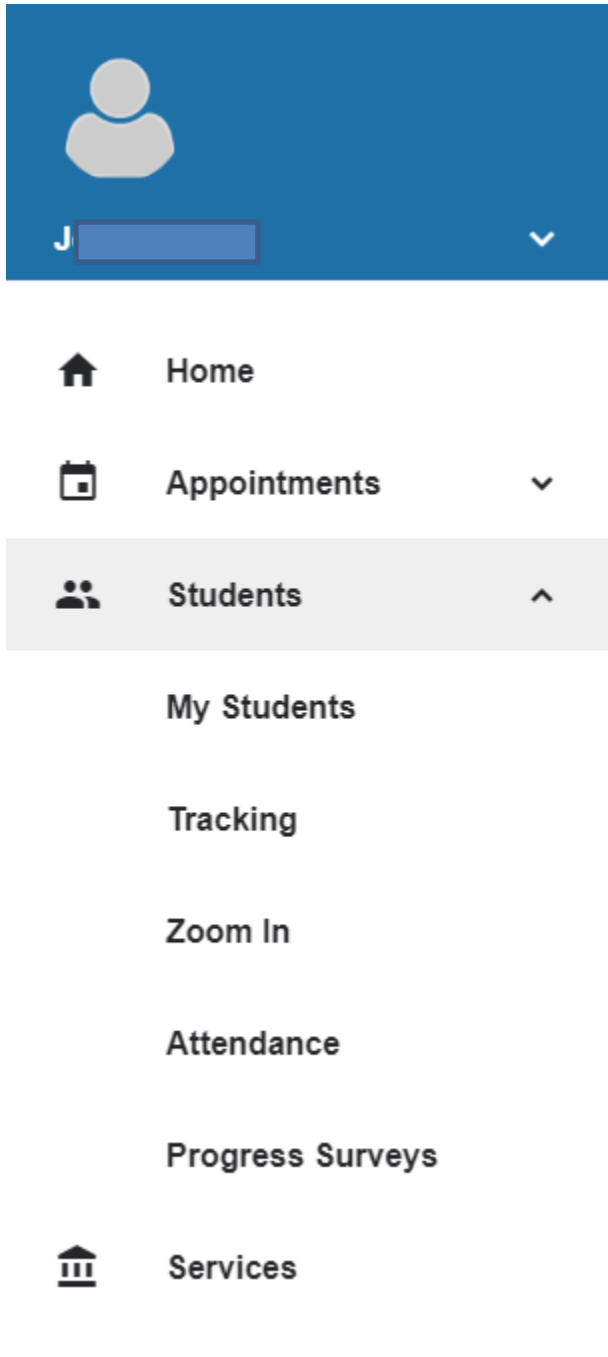 Home
Appointments
Students
My Students
Tracking
Zoom In
Attendance
Progress Surveys
Services